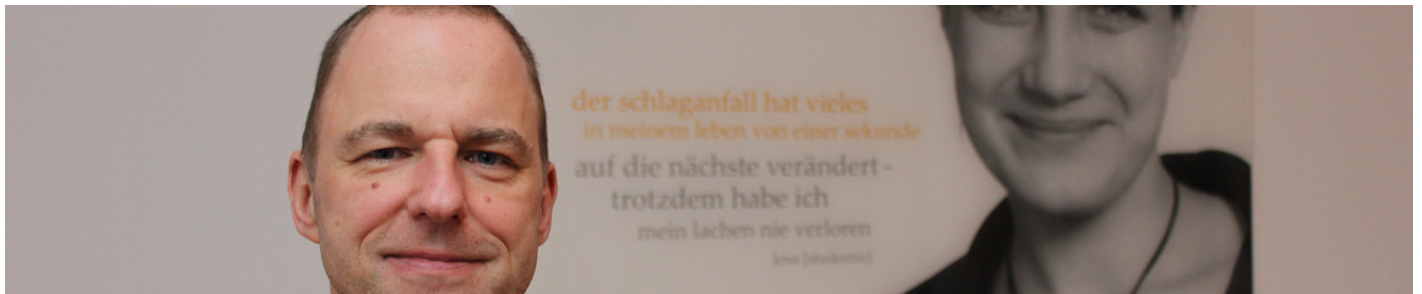 der schlaganfall hat vieles
in meinem leben von einer sekunde
auf die nächste verändert -
trotzdem habe ich
mein lachen nie verloren
[studentin]